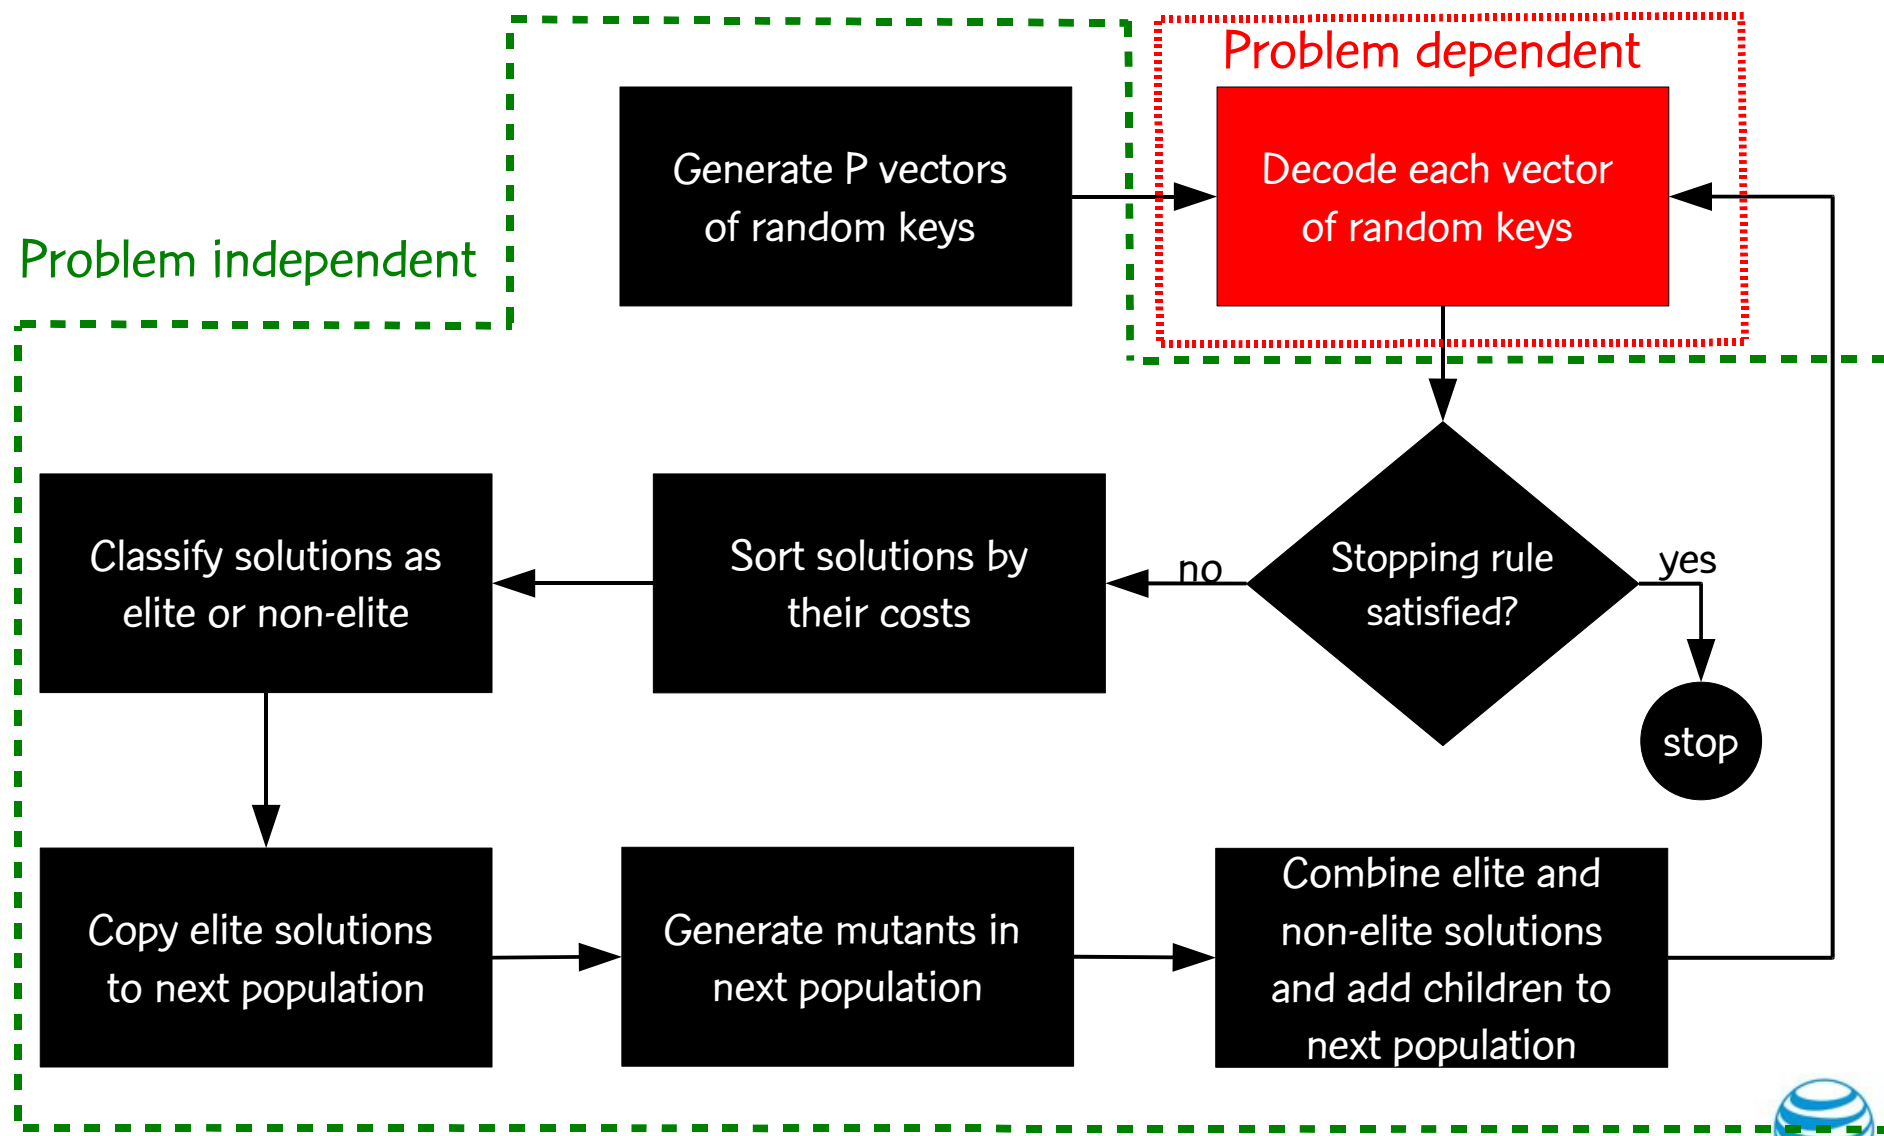 Problem dependent
Generate P vectors
of random keys
Decode each vector
of random keys
Problem independent
Classify solutions as
elite or non-elite
Sort solutions by
their costs
no
Stopping rule
satisfied?
yes
stop
Copy elite solutions
to next population
Generate mutants in
next population
Combine elite and
non-elite solutions
and add children to
next population